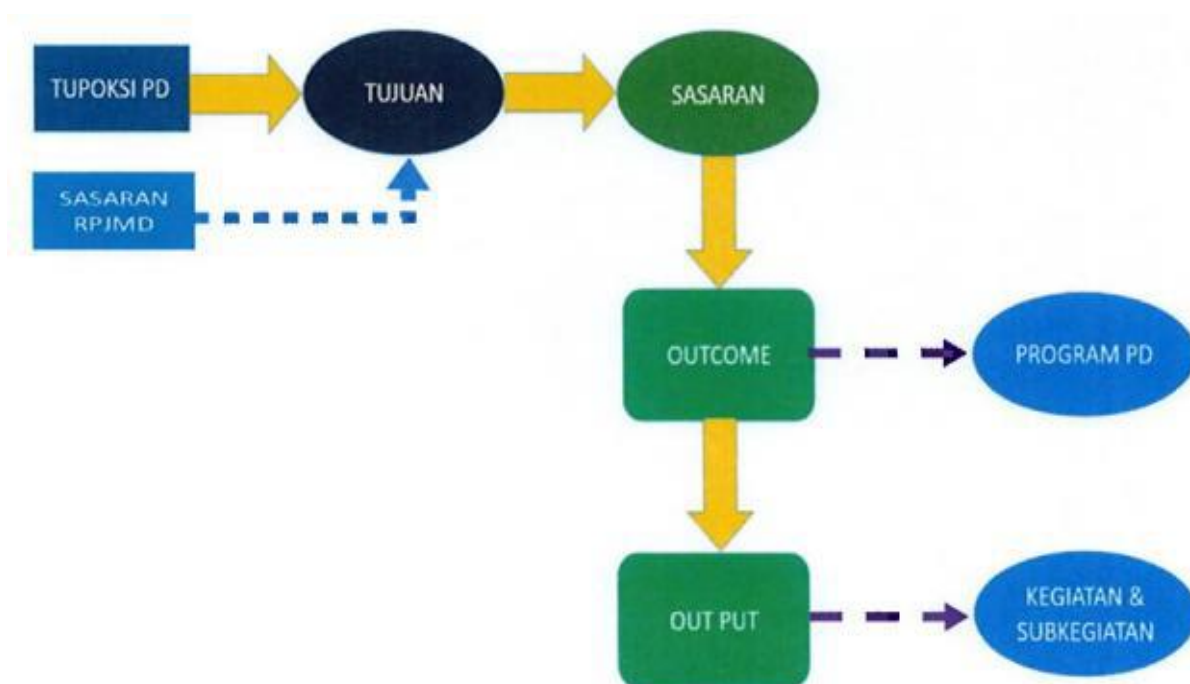 TUPOKSI PD
TUJUAN
SASARAN
SASARAN
RPJMD
OUTCOME
PROGRAM PD
OUT PUT
KEGIATAN &
SUBKEGIATAN